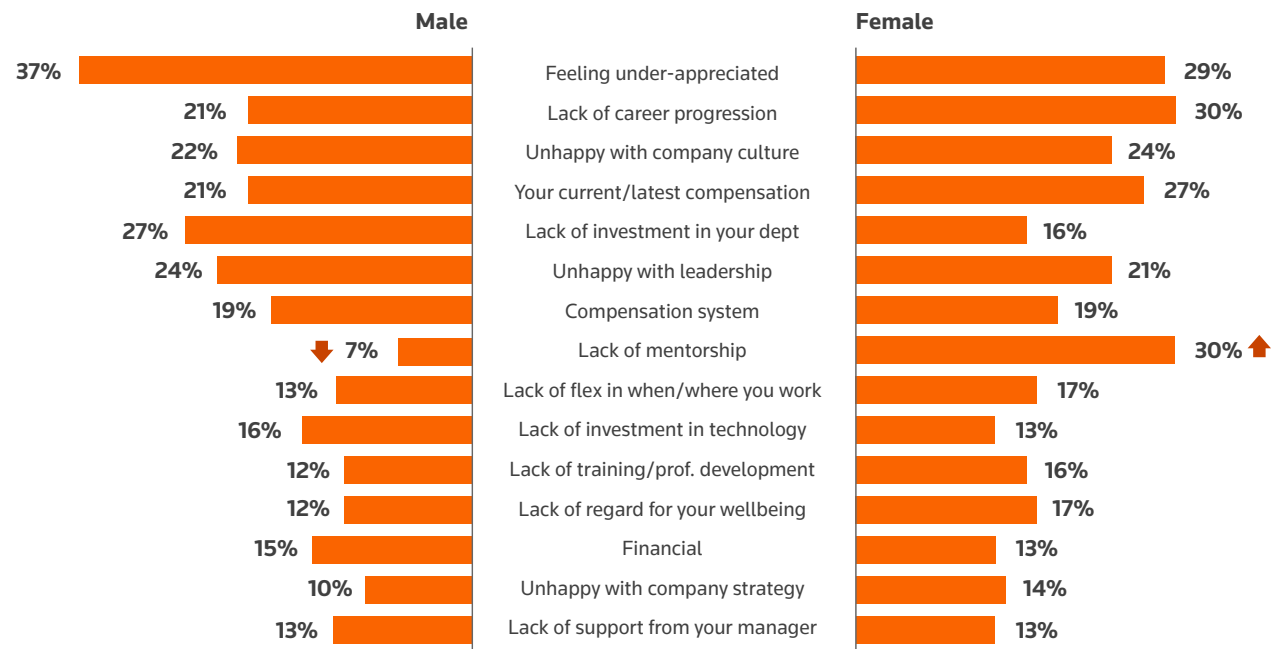 Male Female
37% Feeling under-appreciated 29%
21% Lack of career progression 30%
22% Unhappy with company culture 24%
21% Your current/latest compensation 27%
27% Lack of investment in your dept 16%
24% Unhappy with leadership 21%
19% Compensation system 19%
7% Lack of mentorship 30%
13% Lack of flex in when/where you work 17%
16% Lack of investment in technology 13%
12% Lack of training/prof. development 16%
12% Lack of regard for your wellbeing 17%
15% Financial 13%
10% Unhappy with company strategy 14%
13% Lack of support from your manager 13%